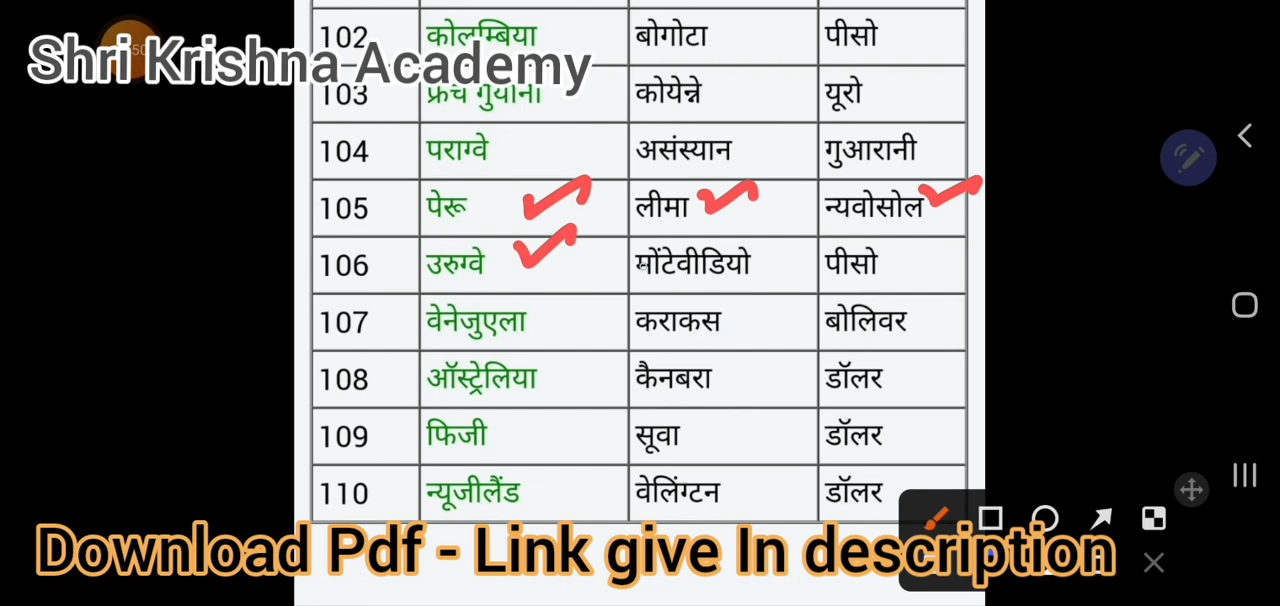 102 कोलम्बिया बोगोटा पीसो
Shri Krishna Academy
103 फ्रेंच गुयाना कोयेन्ने यूरो
104 पराग्वे असंस्यान गुआरानी
105 पेरू लीमा न्यवोसोल
106 उरुग्वे मोंटेवीडियो पीसो
107 वेनेजुएला कराकस बोलिवर
108 ऑस्ट्रेलिया कैनबरा डॉलर
109 फिजी सूवा डॉलर
110 न्यूजीलैंड वेलिंग्टन डॉलर
Download Pdf - Link give In description